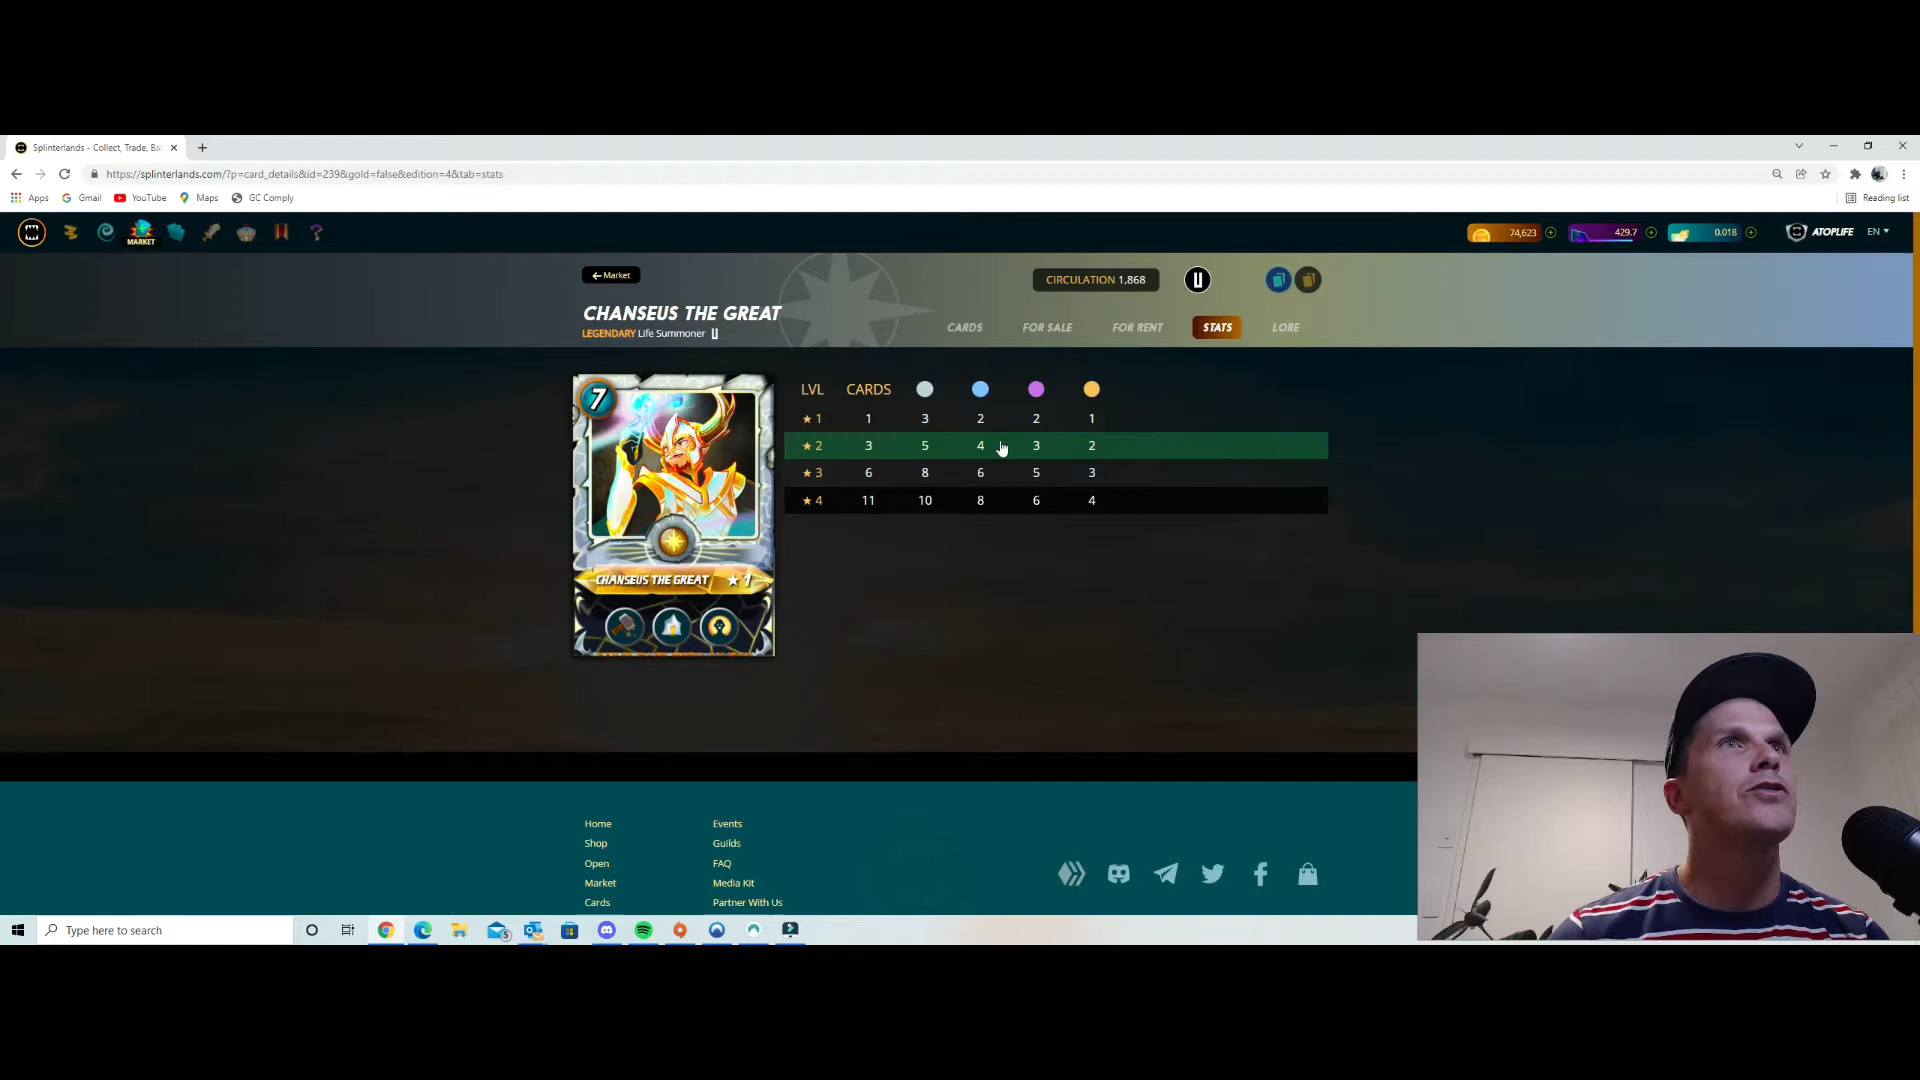 Splinterlands - Collect, Trade, Bat
https://splinterlands.com/?p=card_details&id=239&gold=false&edition=4&tab=stats
Apps Gmail YouTube Maps GC Comply Reading list
MARKET 74,623 429.7 0.018 ATOPLIFE EN
Market CIRCULATION 1,868
CHANSEUS THE GREAT
LEGENDARY Life Summoner
CARDS FOR SALE FOR RENT STATS LORE
7
LVL CARDS
★ 1 1 3 2 2 1
★ 2 3 5 4 3 2
★ 3 6 8 6 5 3
★ 4 11 10 8 6 4
CHANSEUS THE GREAT ★ 1
Home Events
Shop Guilds
Open FAQ
Market Media Kit
Cards Partner With Us
Type here to search 5